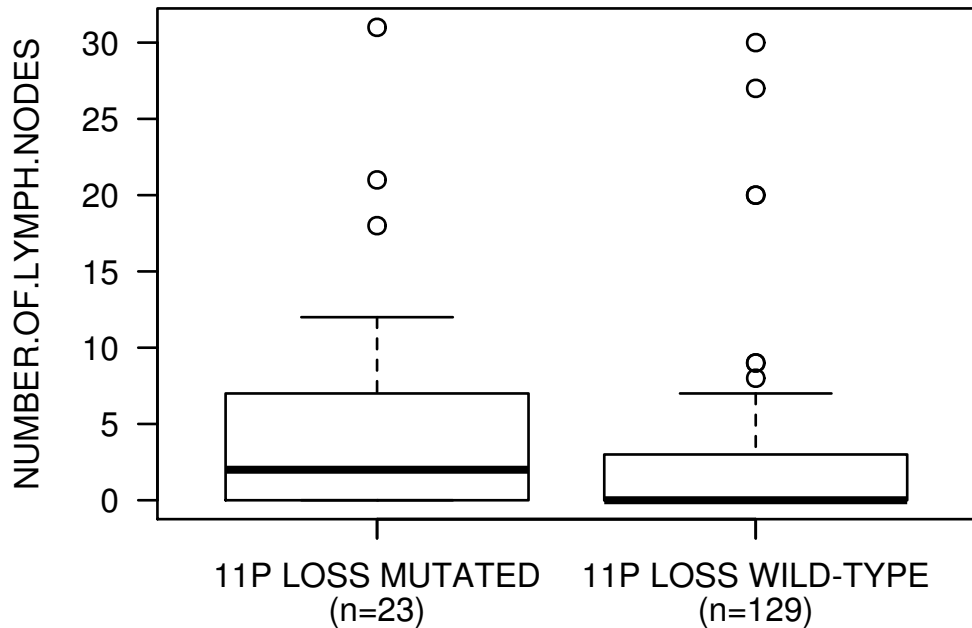 NUMBER.OF.LYMPH.NODES
30
25
20
15
10
5
0
11P LOSS MUTATED
(n=23)
11P LOSS WILD-TYPE
(n=129)